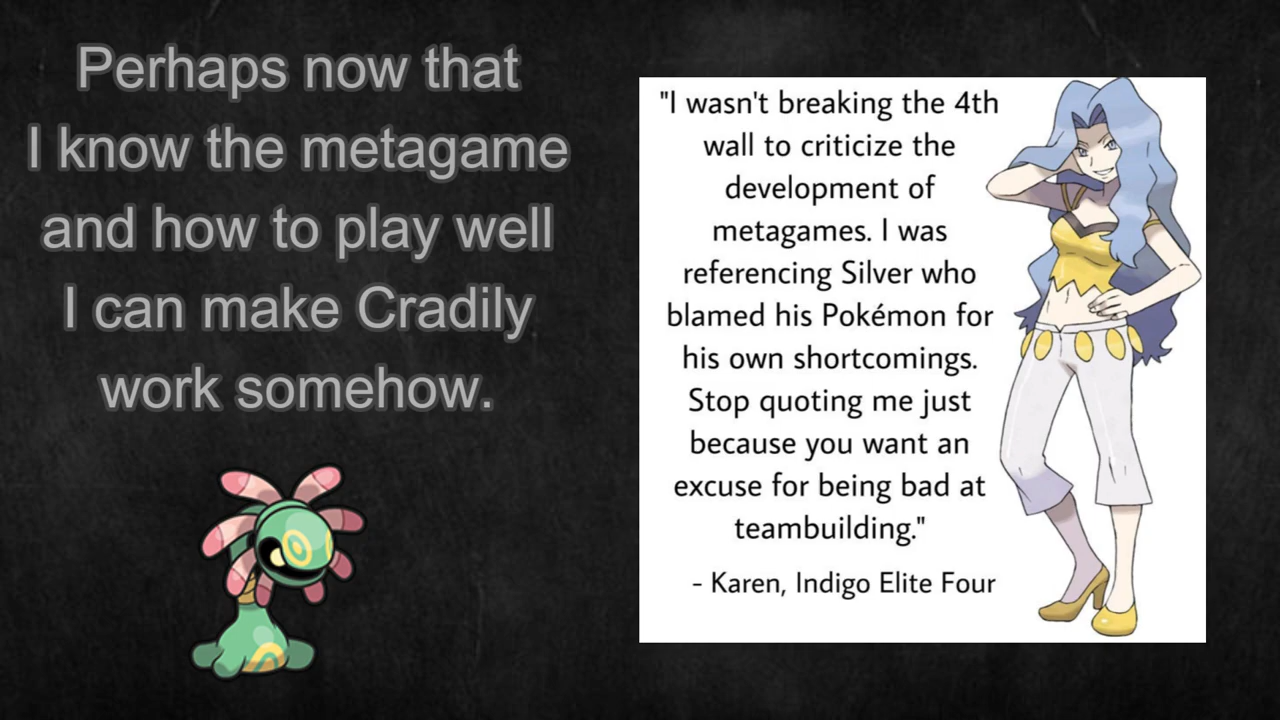 Perhaps now that
I know the metagame
and how to play well
I can make Cradily
work somehow.
"I wasn't breaking the 4th
wall to criticize the
development of
metagames. I was
referencing Silver who
blamed his Pokémon for
his own shortcomings.
Stop quoting me just
because you want an
excuse for being bad at
teambuilding."
- Karen, Indigo Elite Four